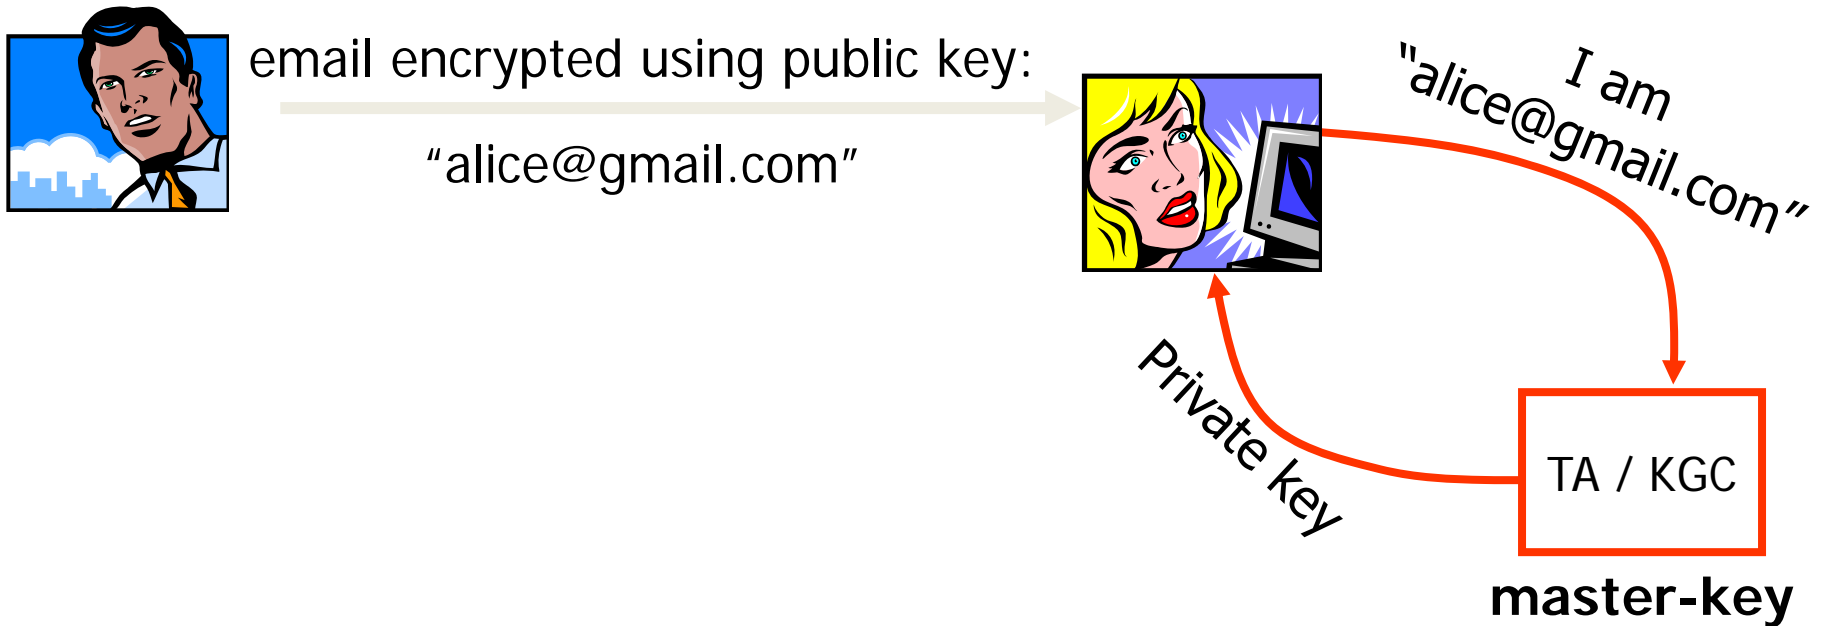 email encrypted using public key:
“alice@gmail.com”
I am
“alice@gmail.com”
Private key
TA / KGC
master-key